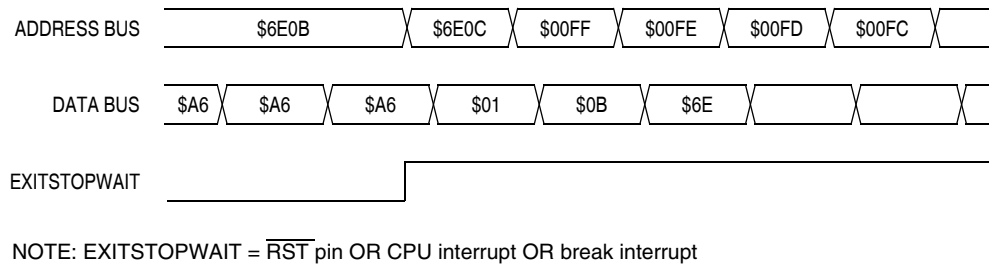 ADDRESS BUS $6E0B $6E0C $00FF $00FE $00FD $00FC
DATA BUS $A6 $A6 $A6 $01 $0B $6E
EXITSTOPWAIT
NOTE: EXITSTOPWAIT = RST pin OR CPU interrupt OR break interrupt